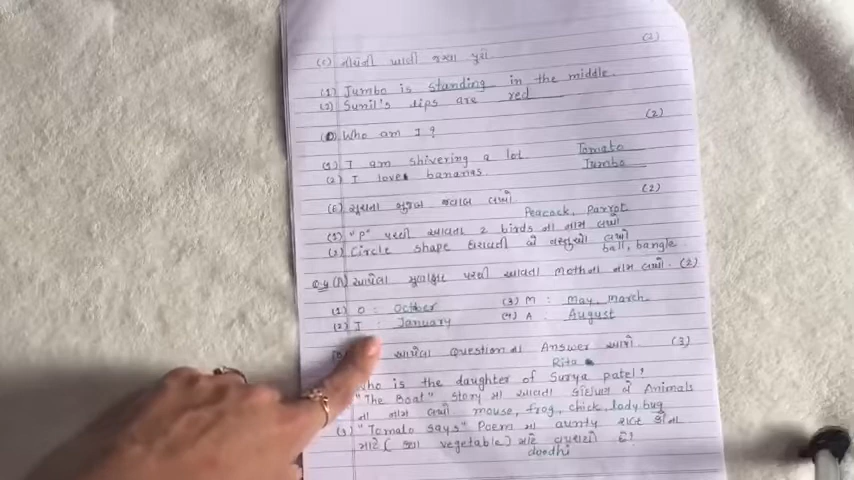 (c) નીચેની ખાલી જગ્યા પુરો. (2)
(1) Jumbo is standing in the middle.
(2) Sunil's lips are red
(D) Who am I ? (2)
(1) I am shivering a lot Tomato
(2) I love bananas. Jumbo
(E) સૂચના મુજબ જવાબ લખો (2)
Peacock, Parrot
(1) "P" પરથી આવતા 2 birds ના નામ લખો
(2) Circle shape ધરાવતી બે વસ્તુઓ લખો
ball, bangle
Q.4 (A) આપેલા મુળાક્ષર પરથી આવતા Month નામ લખો. (2)
(1) O : October (3) M : May, March
(2) J : January (4) A : August
આપેલા Question ના Answer આપો (3)
Rita
Who is the daughter of Surya patel?
"The Boat" Story માં આવતા કોઈપણ બે Animals
ના નામ લખો mouse, frog, chick, lady bug
(3) "Tomato Says" Poem માં aunty
માટે ( vegetable) માટે છે?
doodhi